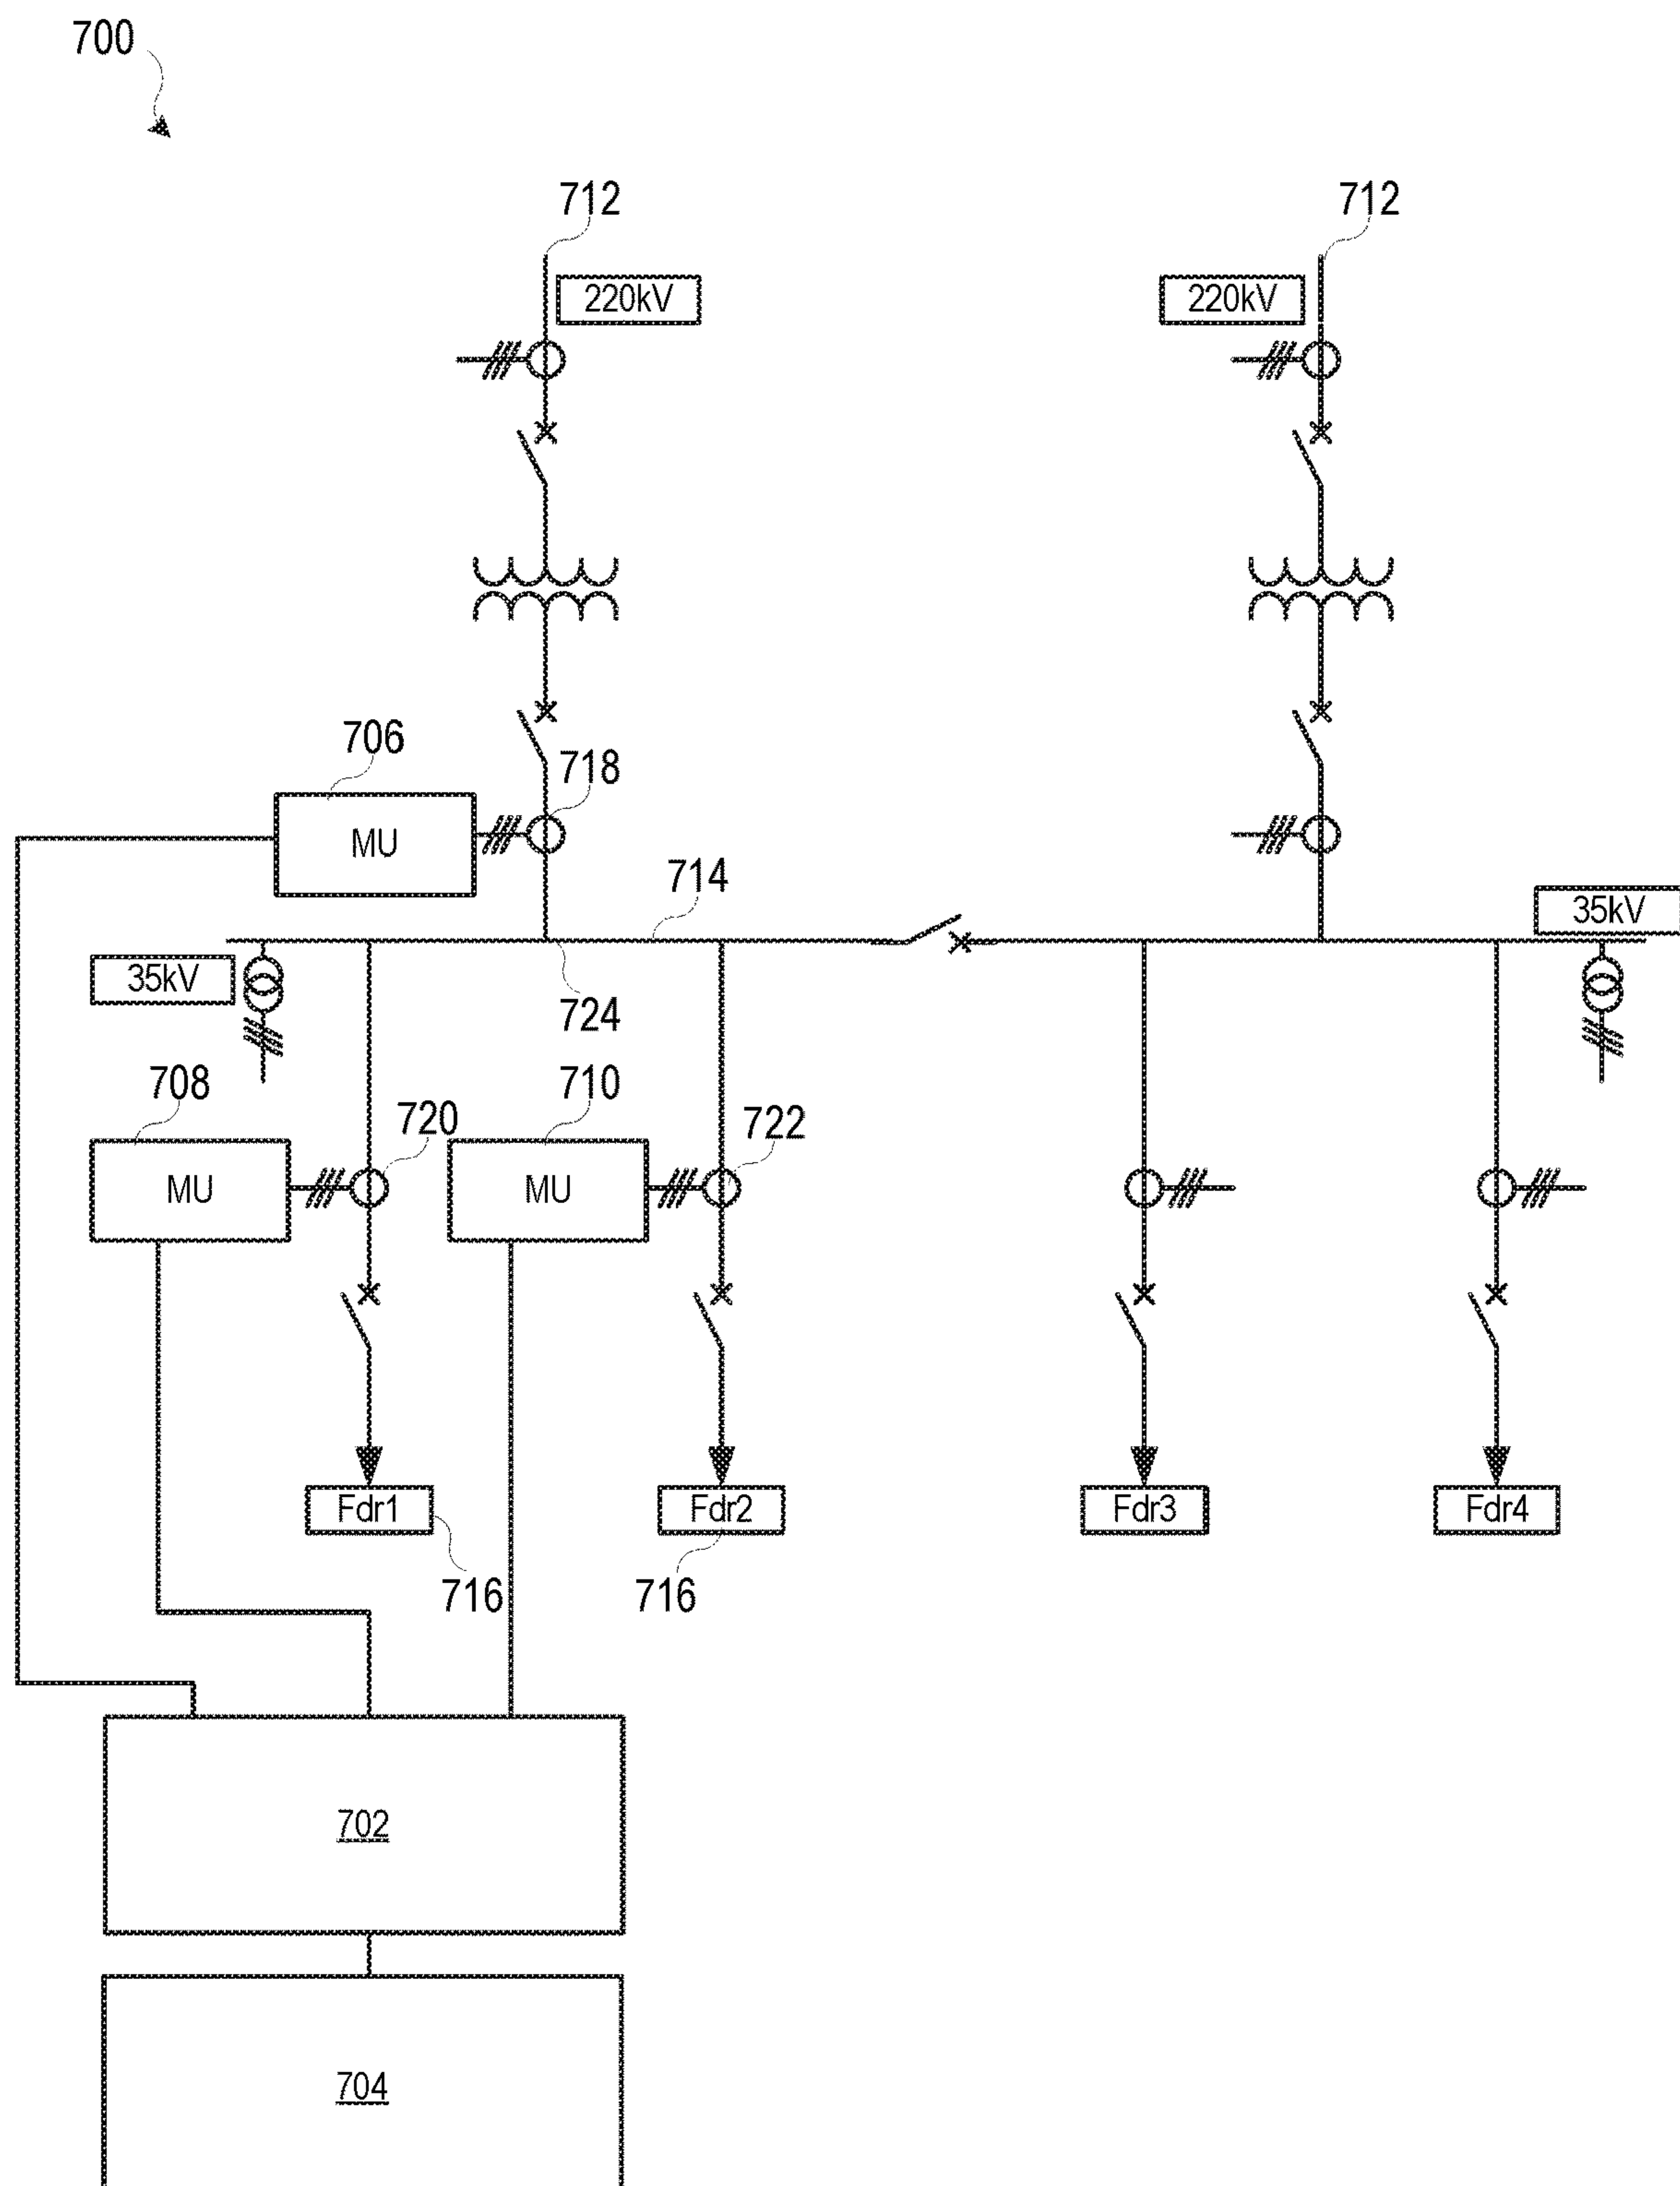 700
712 712
220kV 220kV
706
718
MU
714
35kV
35kV
724
708 710
720 722
MU MU
Fdr1 Fdr2 Fdr3 Fdr4
716 716
702
704